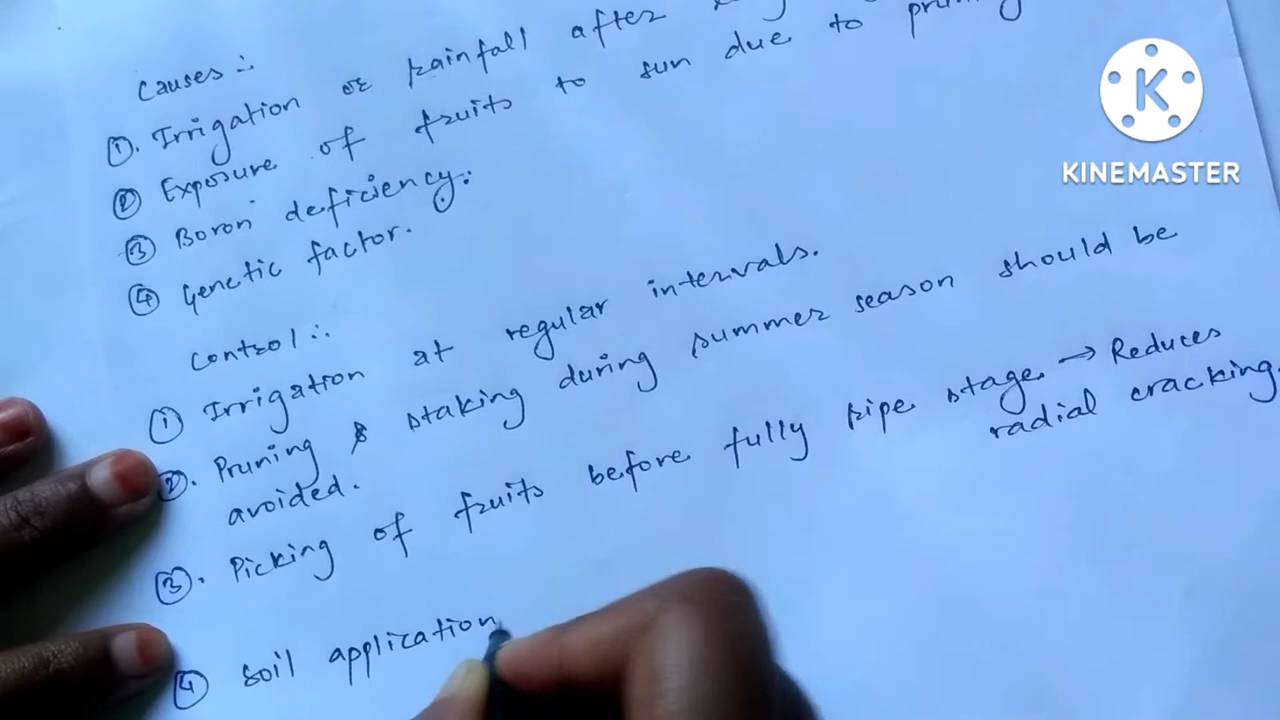 Causes :-
①. Irrigation or rainfall after
② Exposure of fruits to sun due to
③ Boron deficiency.
④ Genetic factor.
Control :-
① Irrigation at regular intervals.
②. Pruning & staking during summer season should be
avoided.
③. Picking of fruits before fully ripe stage → Reduces
radial cracking.
④ Soil application
K
KINEMASTER